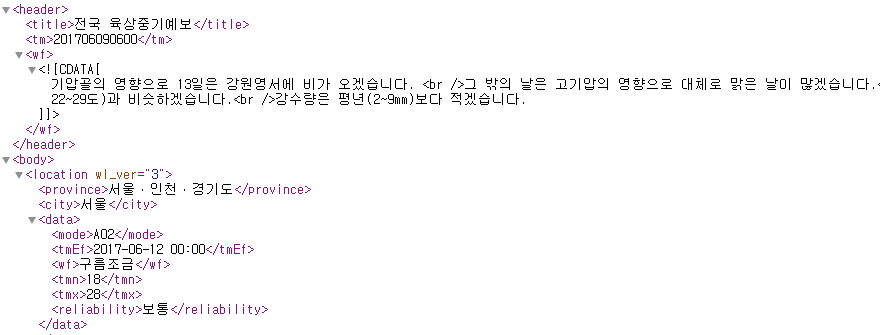 <header>
<title>전국 육상중기예보</title>
<tm>201706090600</tm>
<wf>
<![CDATA[
기압골의 영향으로 13일은 강원영서에 비가 오겠습니다. <br />그 밖의 날은 고기압의 영향으로 대체로 맑은 날이 많겠습니다.<
22~29도)과 비슷하겠습니다.<br />강수량은 평년(2~9mm)보다 적겠습니다.
]]>
</wf>
</header>
<body>
<location wl_ver="3">
<province>서울·인천·경기도</province>
<city>서울</city>
<data>
<mode>A02</mode>
<tmEf>2017-06-12 00:00</tmEf>
<wf>구름조금</wf>
<tmn>18</tmn>
<tmx>28</tmx>
<reliability>보통</reliability>
</data>